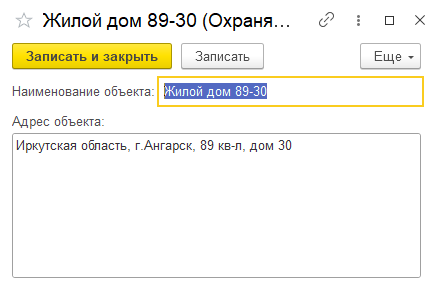 Жилой дом 89-30 (Охраня...
Записать и закрыть
Записать
Еще
Наименование объекта:
Жилой дом 89-30
Адрес объекта:
Иркутская область, г.Ангарск, 89 кв-л, дом 30